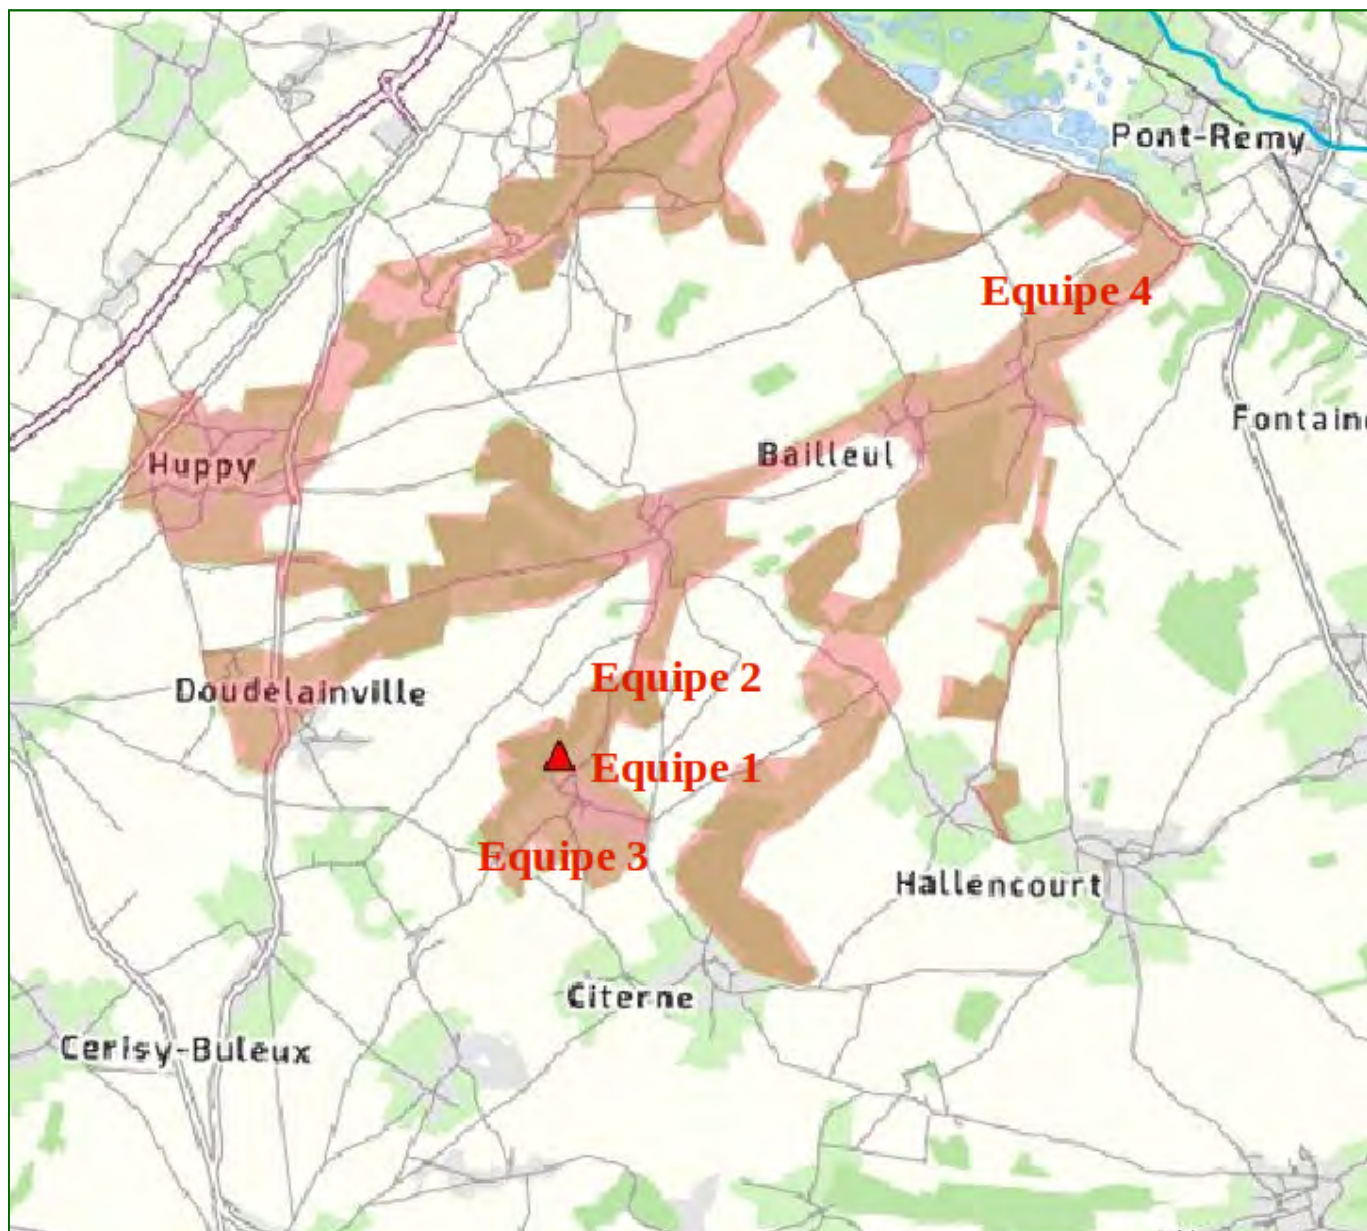 Pont-Remy
Equipe 4
Fontaine
Bailleul
Huppy
Equipe 2
Doudelainville
Equipe 1
Equipe 3
Hallencourt
Citerne
Cerisy-Buleux